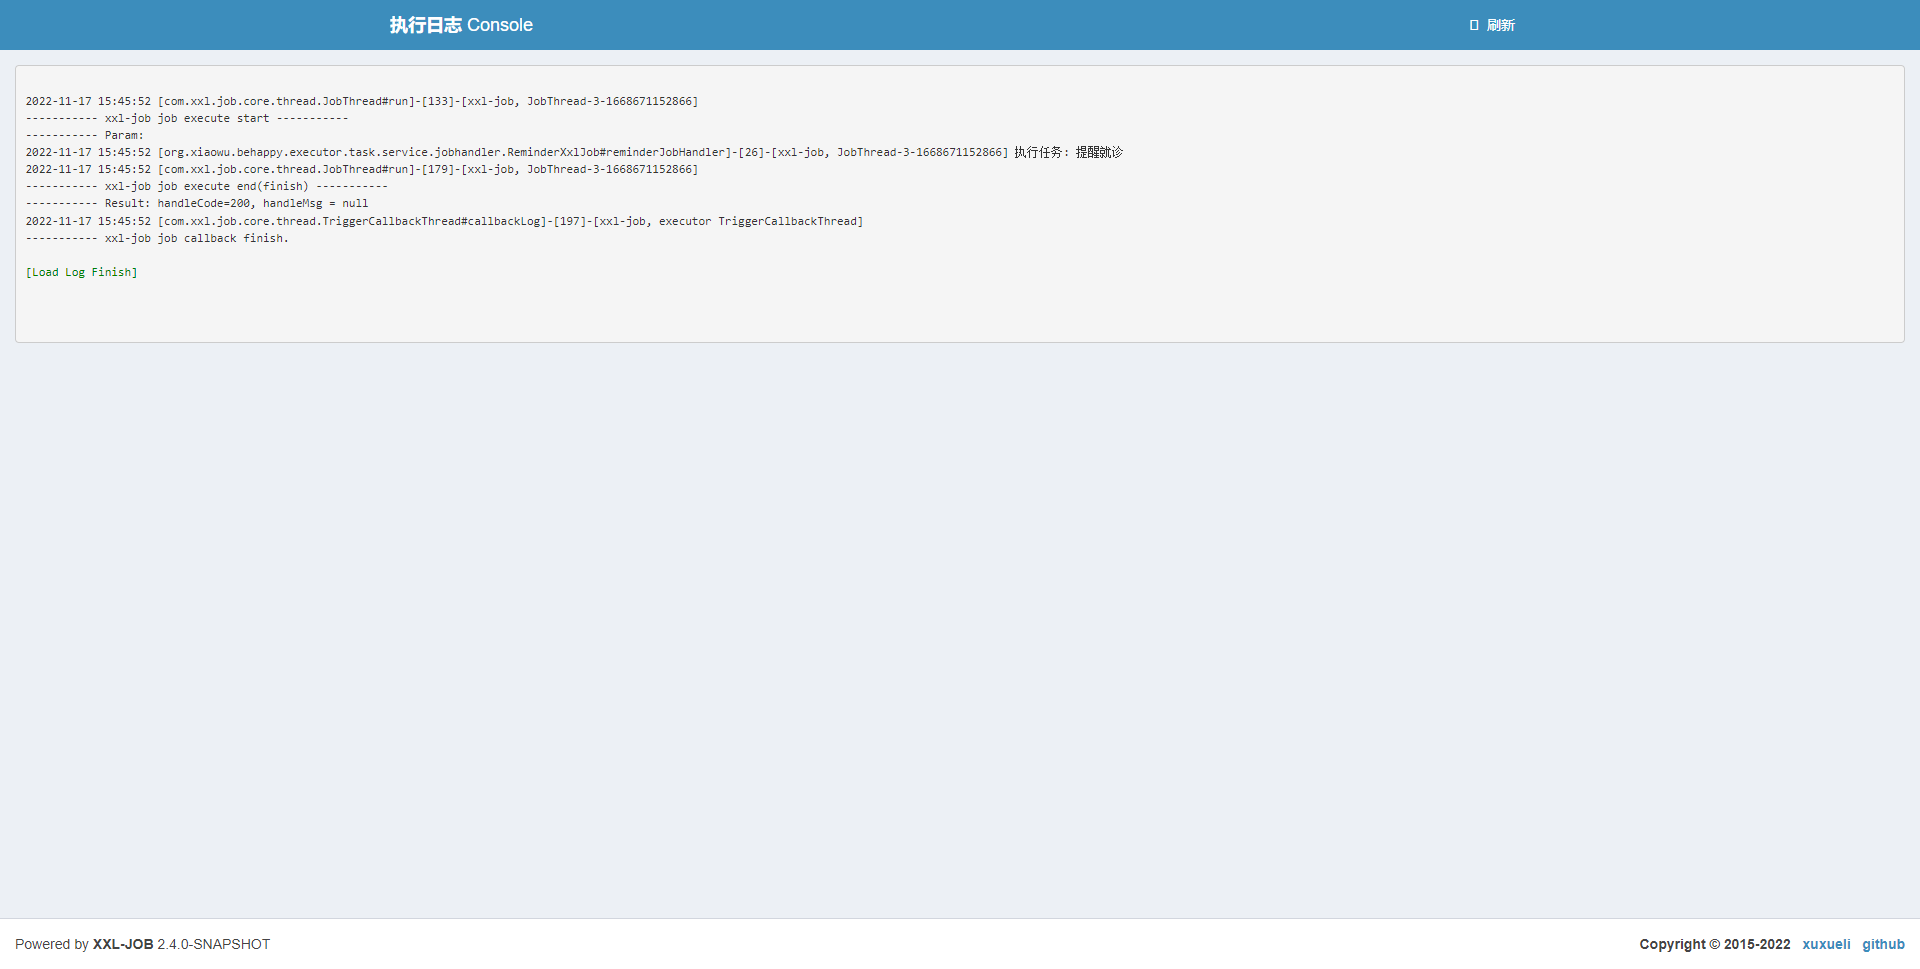 执行日志 Console
刷新
2022-11-17 15:45:52 [com.xxl.job.core.thread.JobThread#run]-[133]-[xxl-job, JobThread-3-1668671152866]
----------- xxl-job job execute start -----------
----------- Param:
2022-11-17 15:45:52 [org.xiaowu.behappy.executor.task.service.jobhandler.ReminderXxlJob#reminderJobHandler]-[26]-[xxl-job, JobThread-3-1668671152866] 执行任务: 提醒就诊
2022-11-17 15:45:52 [com.xxl.job.core.thread.JobThread#run]-[179]-[xxl-job, JobThread-3-1668671152866]
----------- xxl-job job execute end(finish) -----------
----------- Result: handleCode=200, handleMsg = null
2022-11-17 15:45:52 [com.xxl.job.core.thread.TriggerCallbackThread#callbackLog]-[197]-[xxl-job, executor TriggerCallbackThread]
----------- xxl-job job callback finish.
[Load Log Finish]
Powered by XXL-JOB 2.4.0-SNAPSHOT
Copyright © 2015-2022 xuxueli github